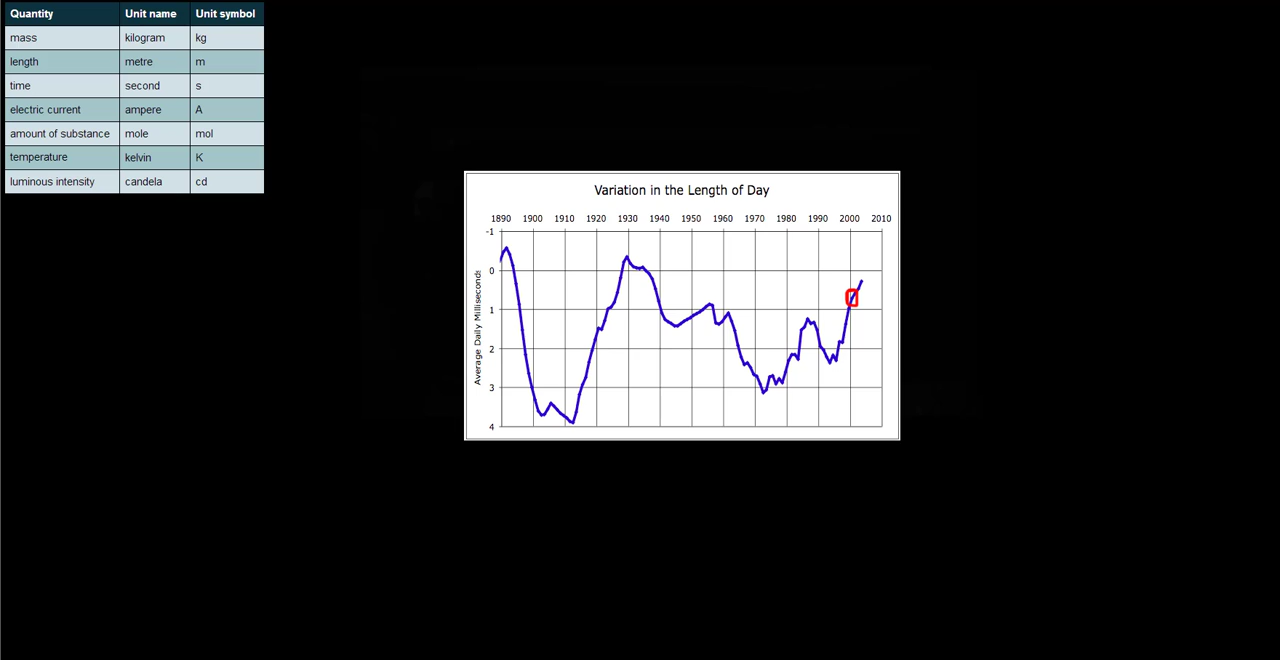 Quantity Unit name Unit symbol
mass kilogram kg
length metre m
time second s
electric current ampere A
amount of substance mole mol
temperature kelvin K
luminous intensity candela cd
Variation in the Length of Day
1890 1900 1910 1920 1930 1940 1950 1960 1970 1980 1990 2000 2010
-1
0
1
2
3
4
Average Daily Milliseconds